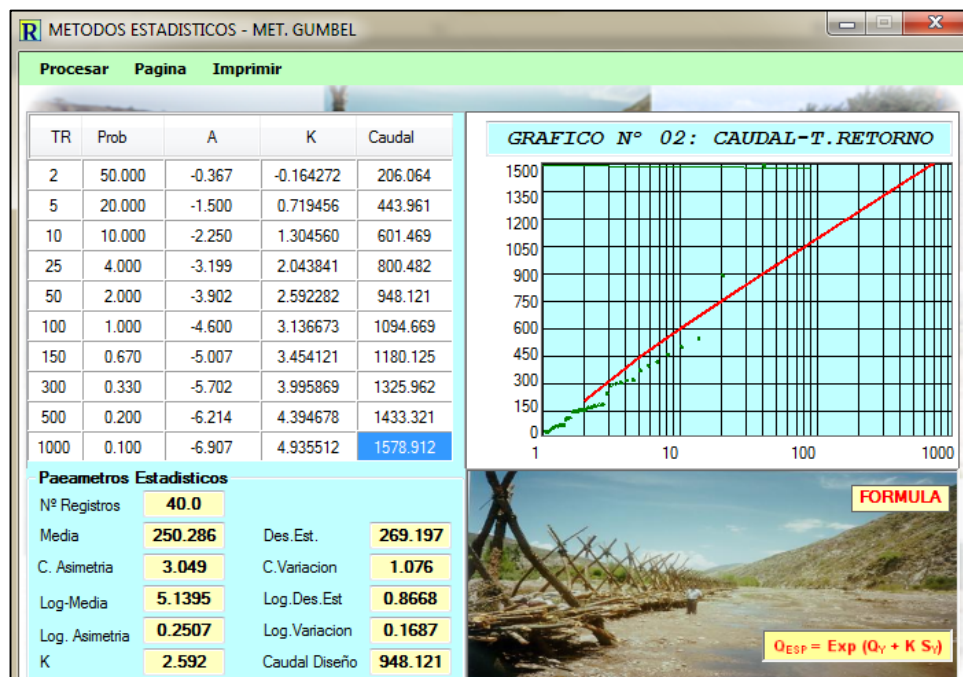 R METODOS ESTADISTICOS - MET. GUMBEL
Procesar Pagina Imprimir
TR Prob A K Caudal
2 50.000 -0.367 -0.164272 206.064
5 20.000 -1.500 0.719456 443.961
10 10.000 -2.250 1.304560 601.469
25 4.000 -3.199 2.043841 800.482
50 2.000 -3.902 2.592282 948.121
100 1.000 -4.600 3.136673 1094.669
150 0.670 -5.007 3.454121 1180.125
300 0.330 -5.702 3.995869 1325.962
500 0.200 -6.214 4.394678 1433.321
1000 0.100 -6.907 4.935512 1578.912
GRAFICO Nº 02: CAUDAL-T.RETORNO
1500
1350
1200
1050
900
750
600
450
300
150
0
1 10 100 1000
Paeametros Estadisticos
Nº Registros 40.0
Media 250.286 Des.Est. 269.197
C. Asimetria 3.049 C.Variacion 1.076
Log-Media 5.1395 Log.Des.Est 0.8668
Log. Asimetria 0.2507 Log.Variacion 0.1687
K 2.592 Caudal Diseño 948.121
FORMULA
QESP = Exp (QY + K SY)